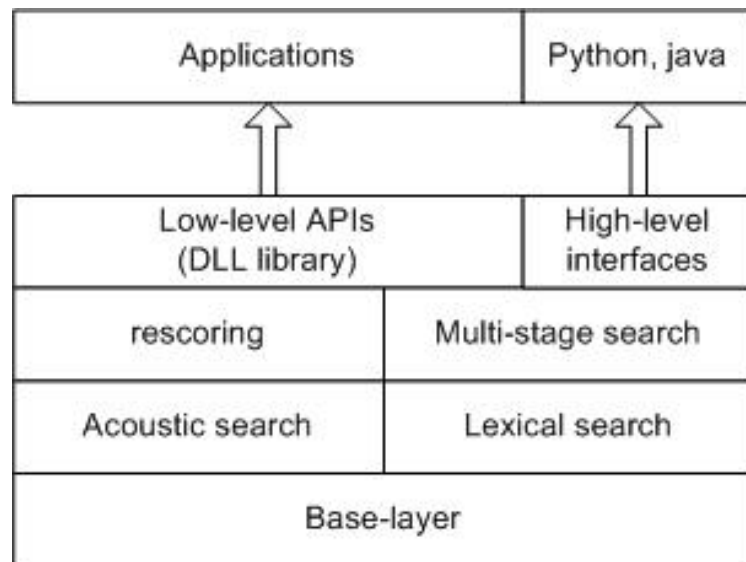 Applications
Python, java
Low-level APIs
(DLL library)
High-level
interfaces
rescoring
Multi-stage search
Acoustic search
Lexical search
Base-layer